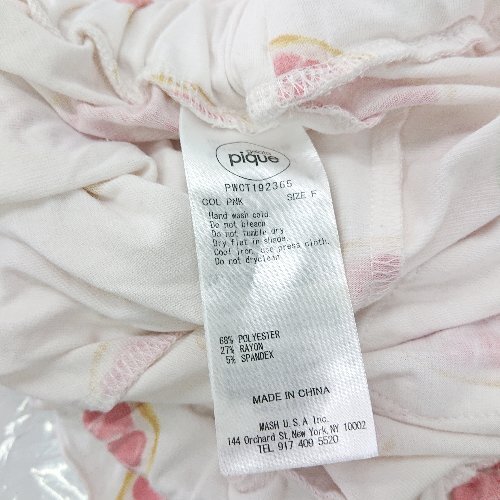 gelato
pique
PWCT192365
COL PNK SIZE F
Hand wash cold.
Do not bleach.
Do not tumble dry.
Dry flat in shade.
Cool iron, use press cloth.
Do not dryclean.
68% POLYESTER
27% RAYON
5% SPANDEX
MADE IN CHINA
MASH U.S.A Inc.
144 Orchard St, New York, NY 10002
TEL 917 409 5520